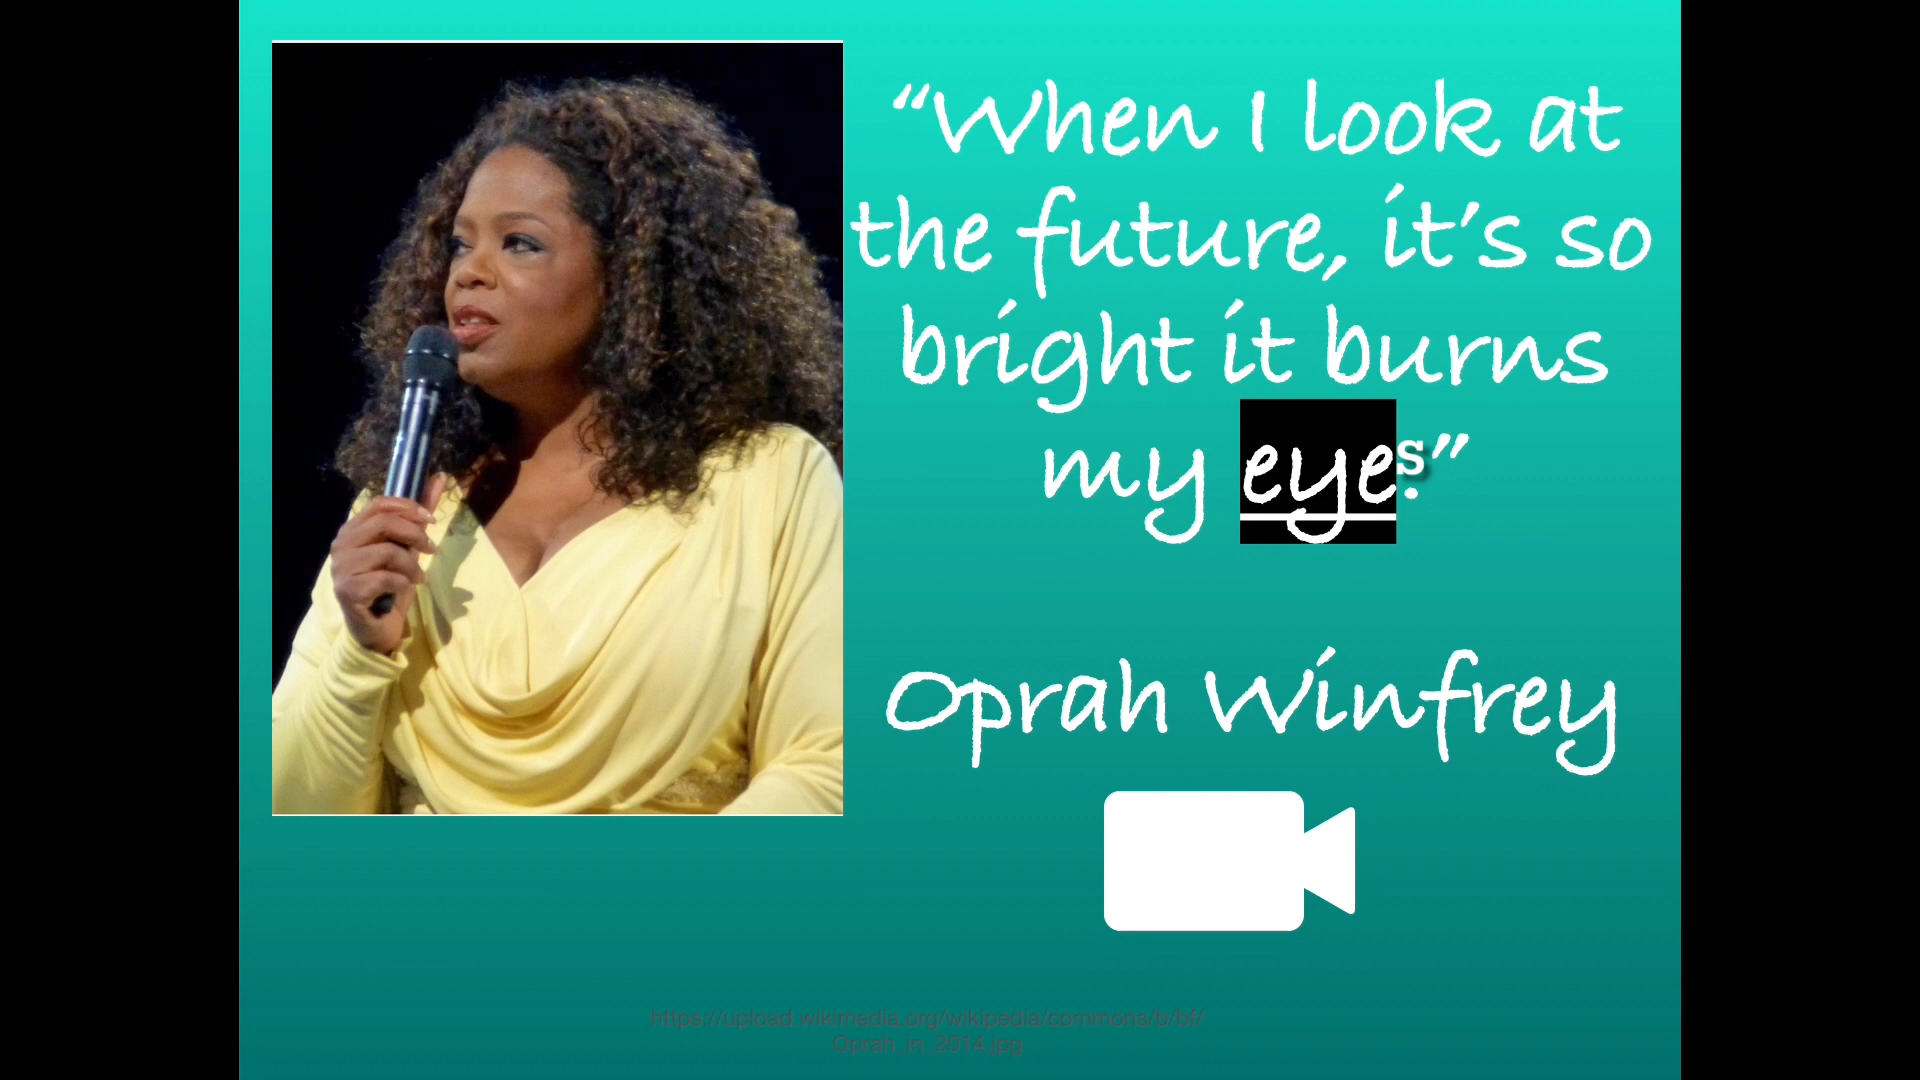 “When I look at
the future, it’s so
bright it burns
my eyes.”
Oprah Winfrey
https://upload.wikimedia.org/wikipedia/commons/b/bf/
Oprah_in_2014.jpg